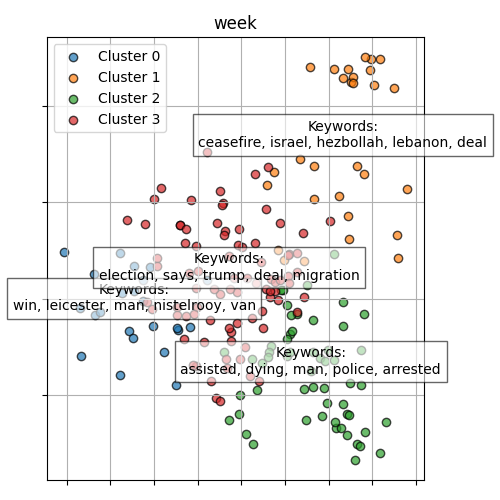 week
Cluster 0
Cluster 1
Cluster 2
Cluster 3
Keywords:
ceasefire, israel, hezbollah, lebanon, deal
Keywords:
election, says, trump, deal, migration
Keywords:
win, leicester, man, nistelrooy, van
Keywords:
assisted, dying, man, police, arrested